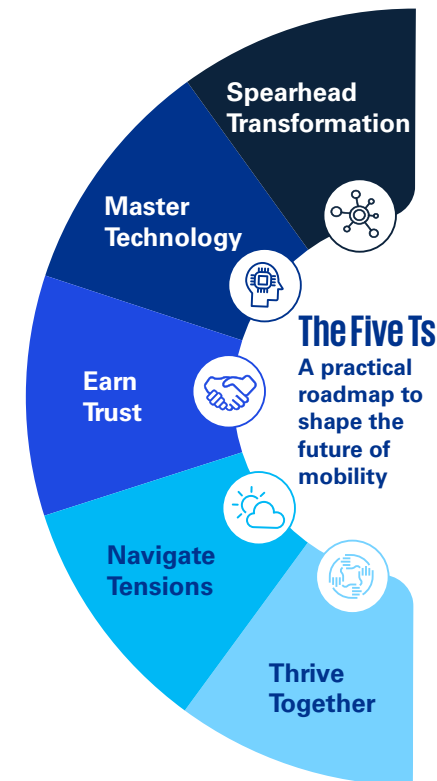 Spearhead
Transformation
Master
Technology
The Five Ts
A practical
roadmap to
shape the
future of
mobility
Earn
Trust
Navigate
Tensions
Thrive
Together